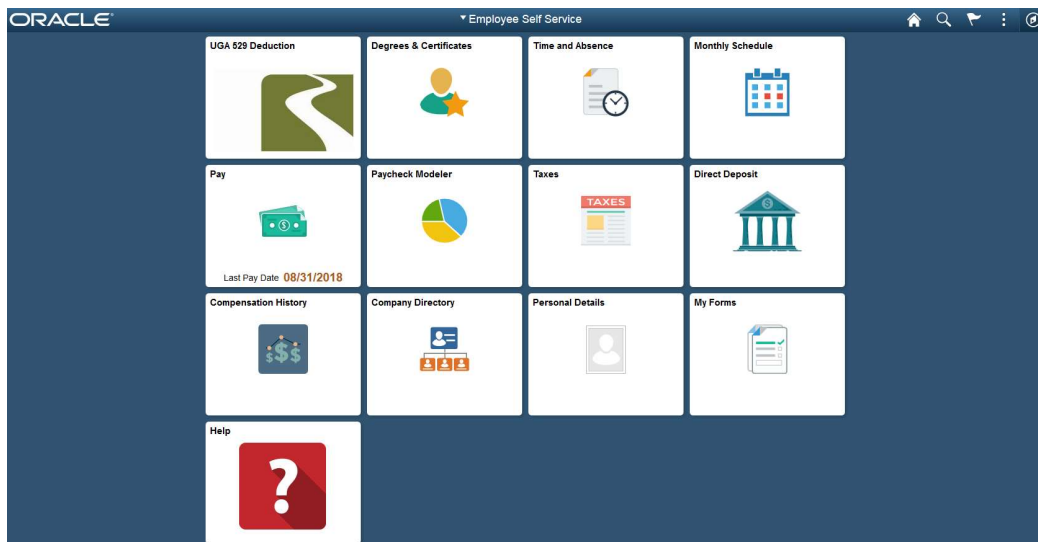 ORACLE
Employee Self Service
UGA 529 Deduction
Degrees & Certificates
Time and Absence
Monthly Schedule
Pay
Last Pay Date 08/31/2018
Paycheck Modeler
Taxes
TAXES
Direct Deposit
Compensation History
Company Directory
Personal Details
My Forms
Help